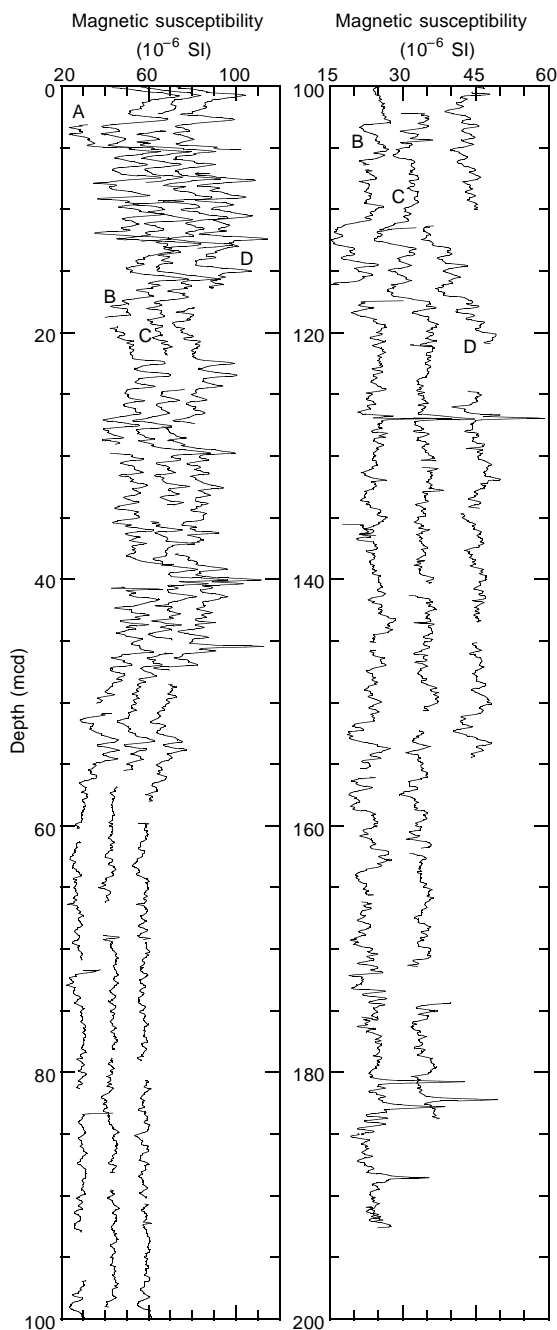 Magnetic susceptibility
(10⁻⁶ SI)
20 60 100
0
A
B
C
D
20
40
60
80
100
Depth (mcd)
Magnetic susceptibility
(10⁻⁶ SI)
15 30 45 60
100
B
C
D
120
140
160
180
200